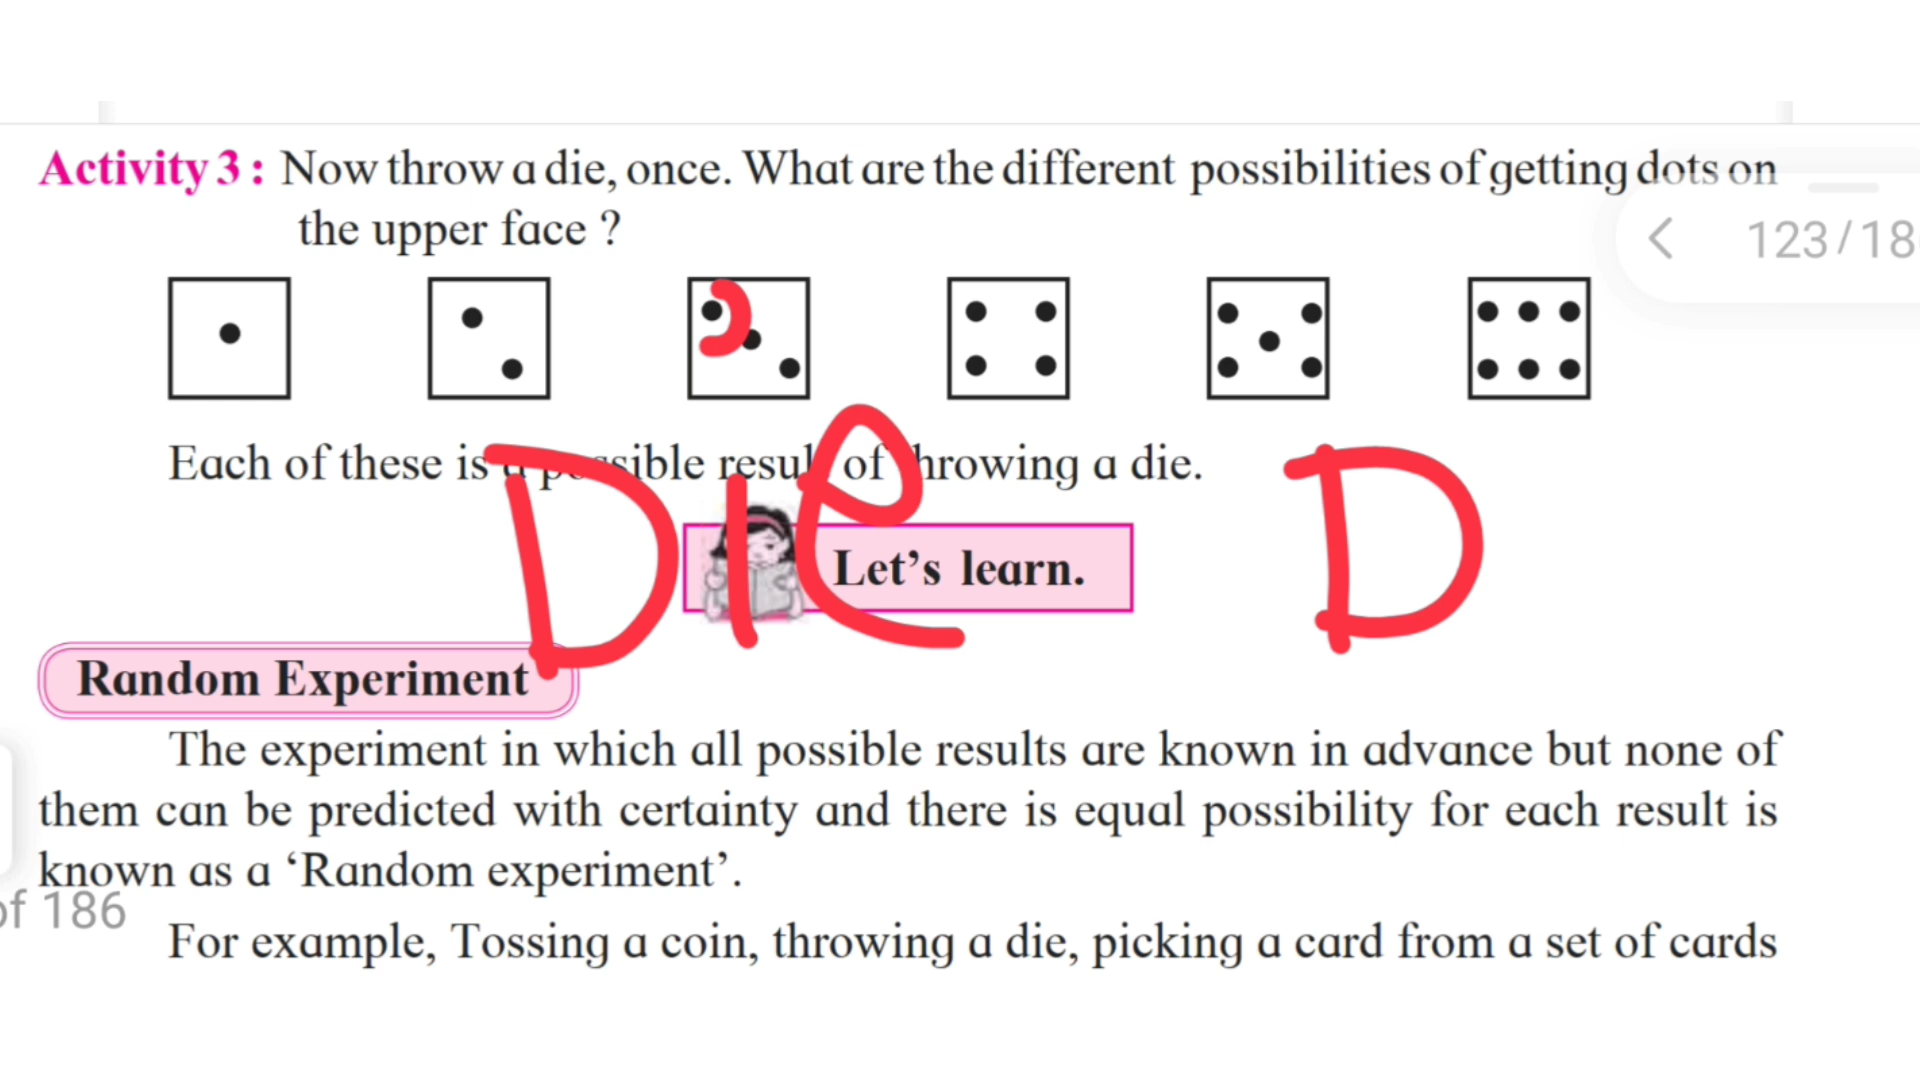 Activity 3 : Now throw a die, once. What are the different possibilities of getting dots on
the upper face ?
123/18
Each of these is a possible result of throwing a die.
DIe D
Let's learn.
Random Experiment
The experiment in which all possible results are known in advance but none of
them can be predicted with certainty and there is equal possibility for each result is
known as a ‘Random experiment’.
of 186
For example, Tossing a coin, throwing a die, picking a card from a set of cards